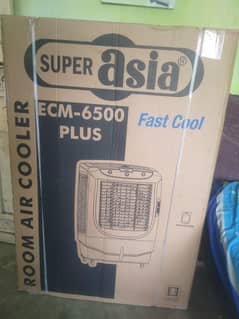 SUPER asia®
ECM-6500
PLUS
Fast Cool
ROOM AIR COOLER